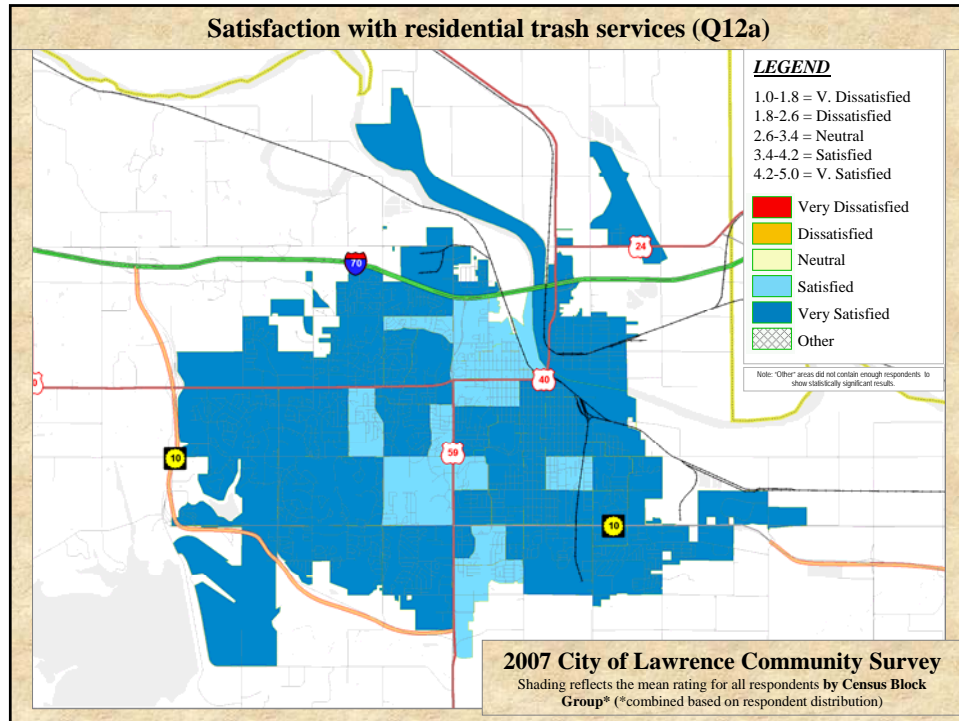 Satisfaction with residential trash services (Q12a)
LEGEND
1.0-1.8 = V. Dissatisfied
1.8-2.6 = Dissatisfied
2.6-3.4 = Neutral
3.4-4.2 = Satisfied
4.2-5.0 = V. Satisfied
Very Dissatisfied
Dissatisfied
Neutral
Satisfied
Very Satisfied
Other
Note: "Other" areas did not contain enough respondents to
show statistically significant results.
24
70
40
59
10
10
2007 City of Lawrence Community Survey
Shading reflects the mean rating for all respondents by Census Block
Group* (*combined based on respondent distribution)